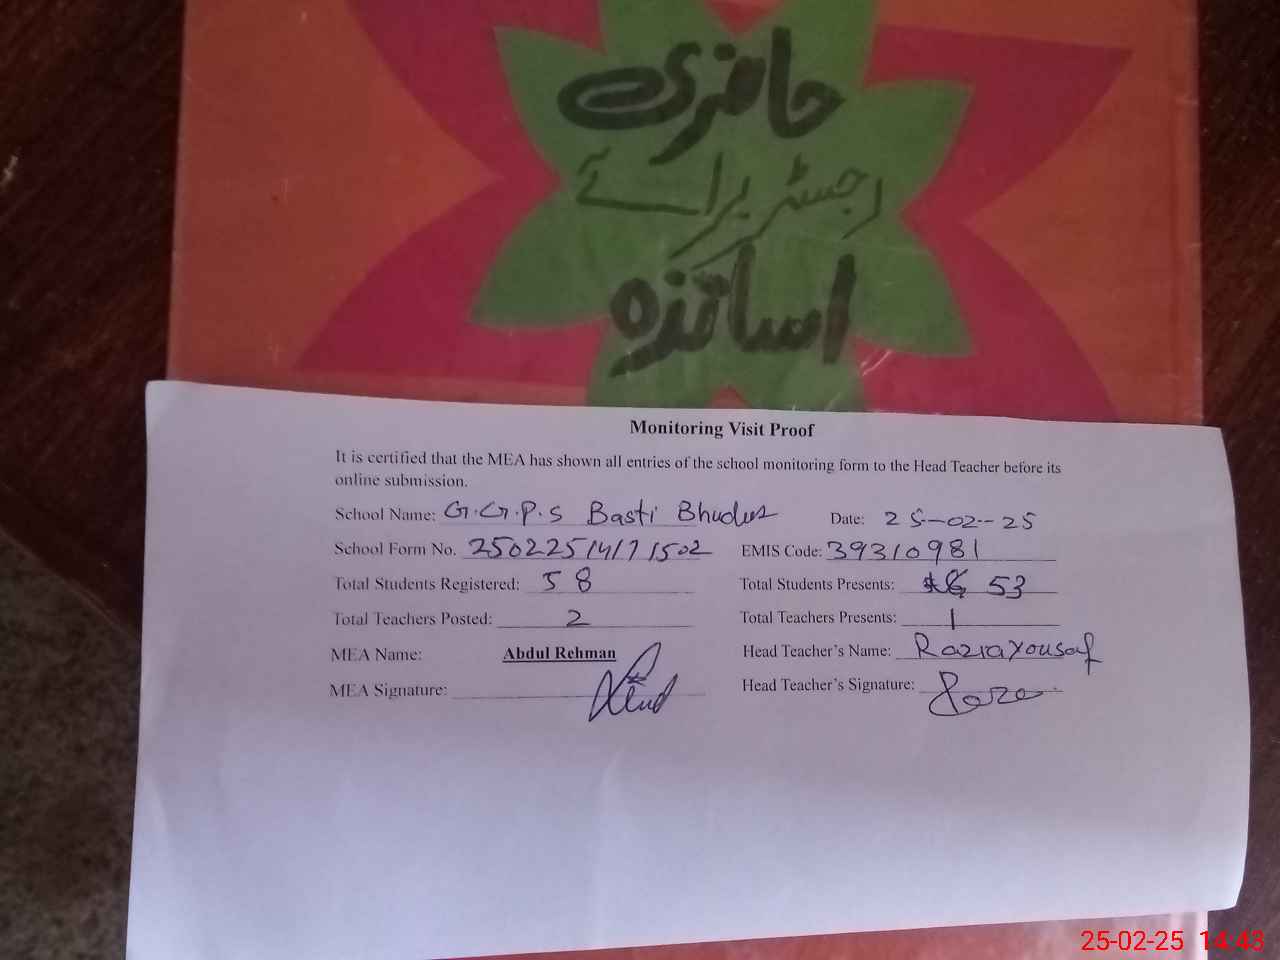 حاضری
رجسٹر برائے
اساتذہ
Monitoring Visit Proof
It is certified that the MEA has shown all entries of the school monitoring form to the Head Teacher before its
online submission.
School Name: G.G.P.S Basti Date: 25-02-25
School Form No. EMIS Code: 39310981
Total Students Registered: 58 Total Students Presents: 53
Total Teachers Posted: 2 Total Teachers Presents: 1
MEA Name: Abdul Rehman Head Teacher's Name: Razia Yousaf
MEA Signature: Head Teacher's Signature:
25-02-25 14:43